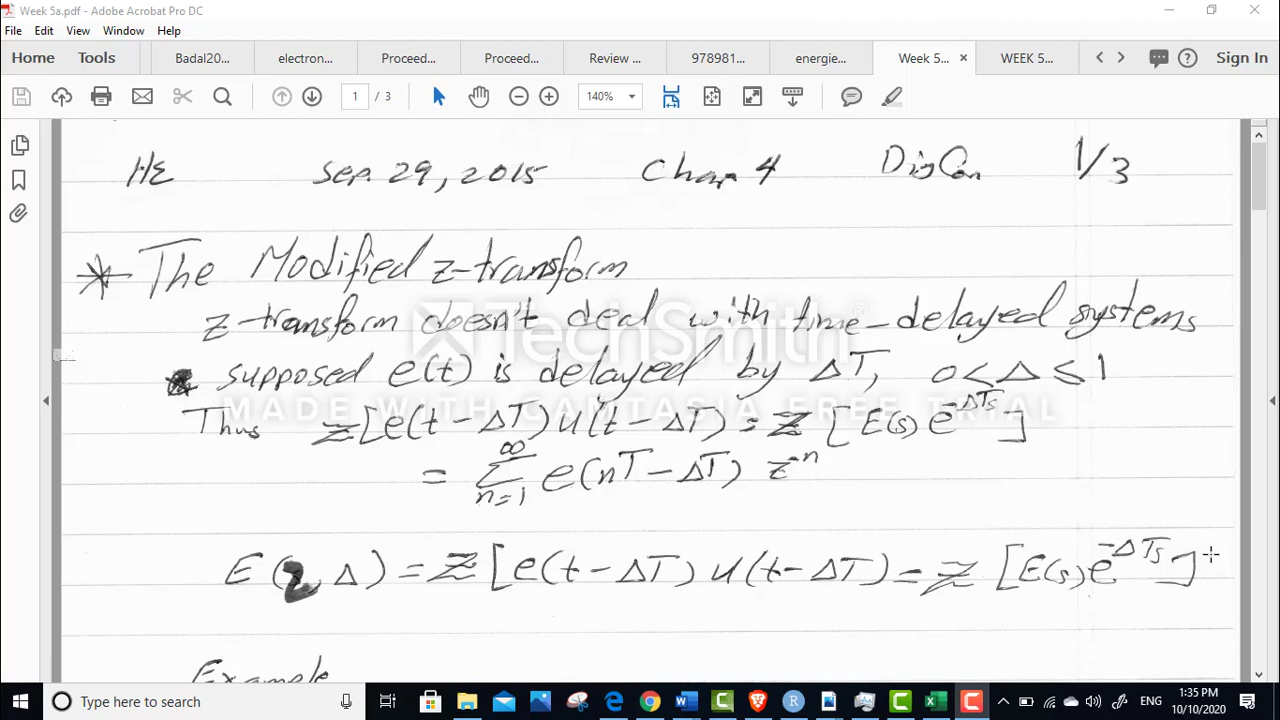 Week 5a.pdf - Adobe Acrobat Pro DC
File Edit View Window Help
Home Tools Badal20... electron... Proceed... Proceed... Review ... 978981... energie... Week 5... × WEEK 5... Sign In
1 / 3 140%
HE Sep. 29, 2015 Chap. 4 DigCon 1/3
* The Modified z-transform
z-transform doesn't deal with time-delayed systems
supposed e(t) is delayed by ΔT, 0<Δ≤1
Thus z[e(t-ΔT)u(t-ΔT) = z[E(s)e^{-ΔTs}]
= ∑_{n=1}^{∞} e(nT-ΔT) z^{-n}
E(z,Δ) = z[e(t-ΔT)u(t-ΔT) = z[E(s)e^{-ΔTs}]
Example
TechSmith®
MADE WITH CAMTASIA FREE TRIAL
Type here to search
ENG 1:35 PM
10/10/2020